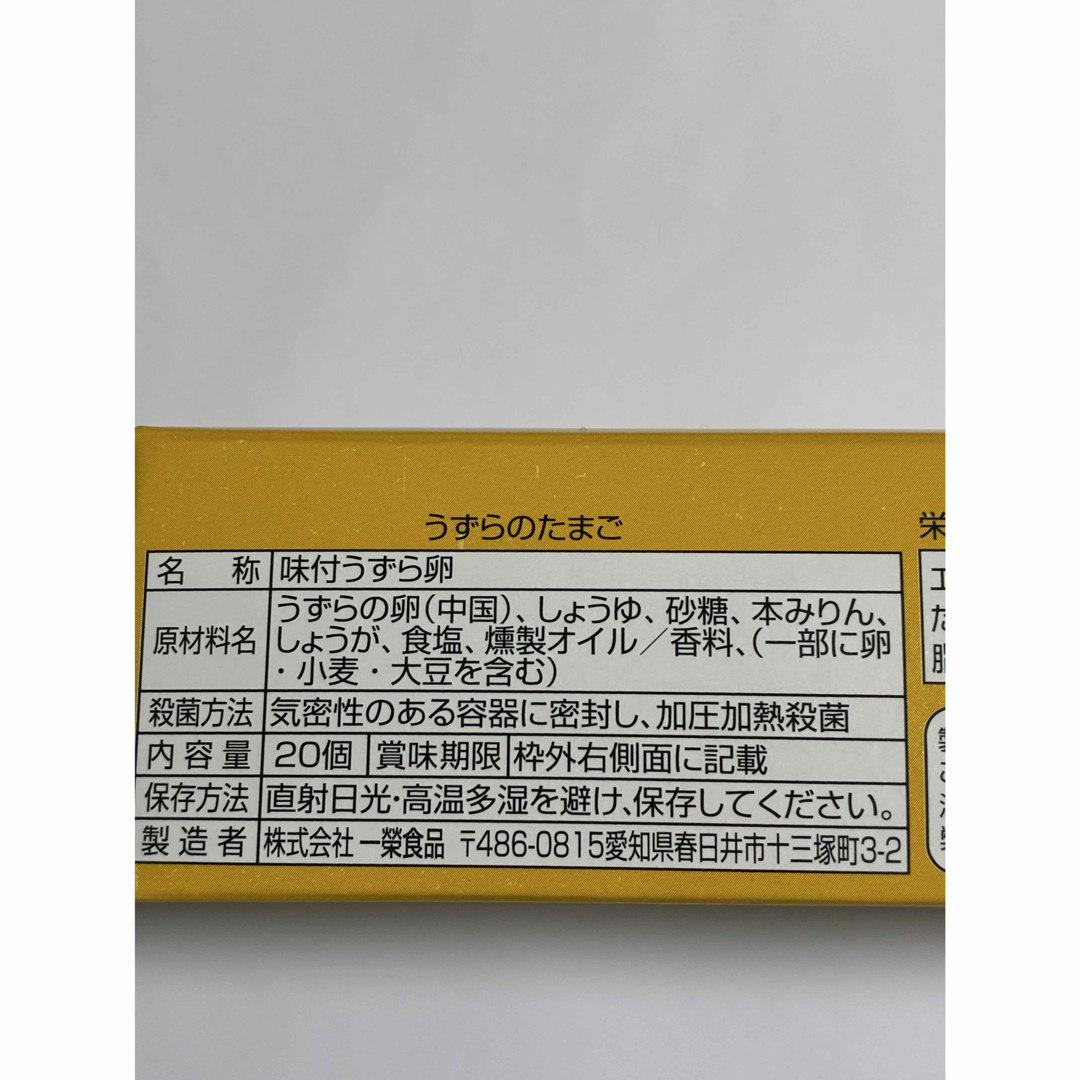 うずらのたまご
名 称 味付うずら卵
原材料名 うずらの卵(中国)、しょうゆ、砂糖、本みりん、
しょうが、食塩、燻製オイル/香料、(一部に卵
・小麦・大豆を含む)
殺菌方法 気密性のある容器に密封し、加圧加熱殺菌
内容量 20個 賞味期限 枠外右側面に記載
保存方法 直射日光・高温多湿を避け、保存してください。
製造者 株式会社 一榮食品 〒486-0815愛知県春日井市十三塚町3-2
栄
エ
た
脂